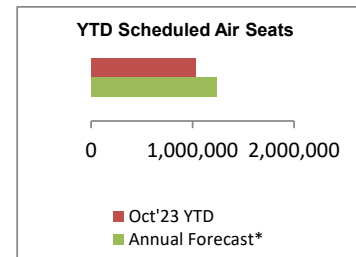 YTD Scheduled Air Seats
0 1,000,000 2,000,000
Oct'23 YTD
Annual Forecast*